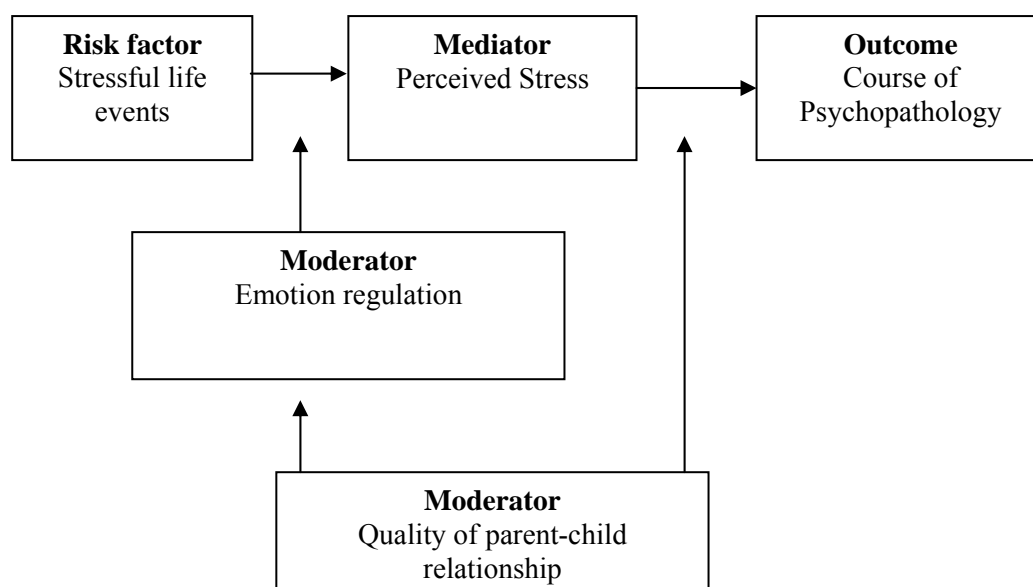 Risk factor
Stressful life
events
Mediator
Perceived Stress
Outcome
Course of
Psychopathology
Moderator
Emotion regulation
Moderator
Quality of parent-child
relationship